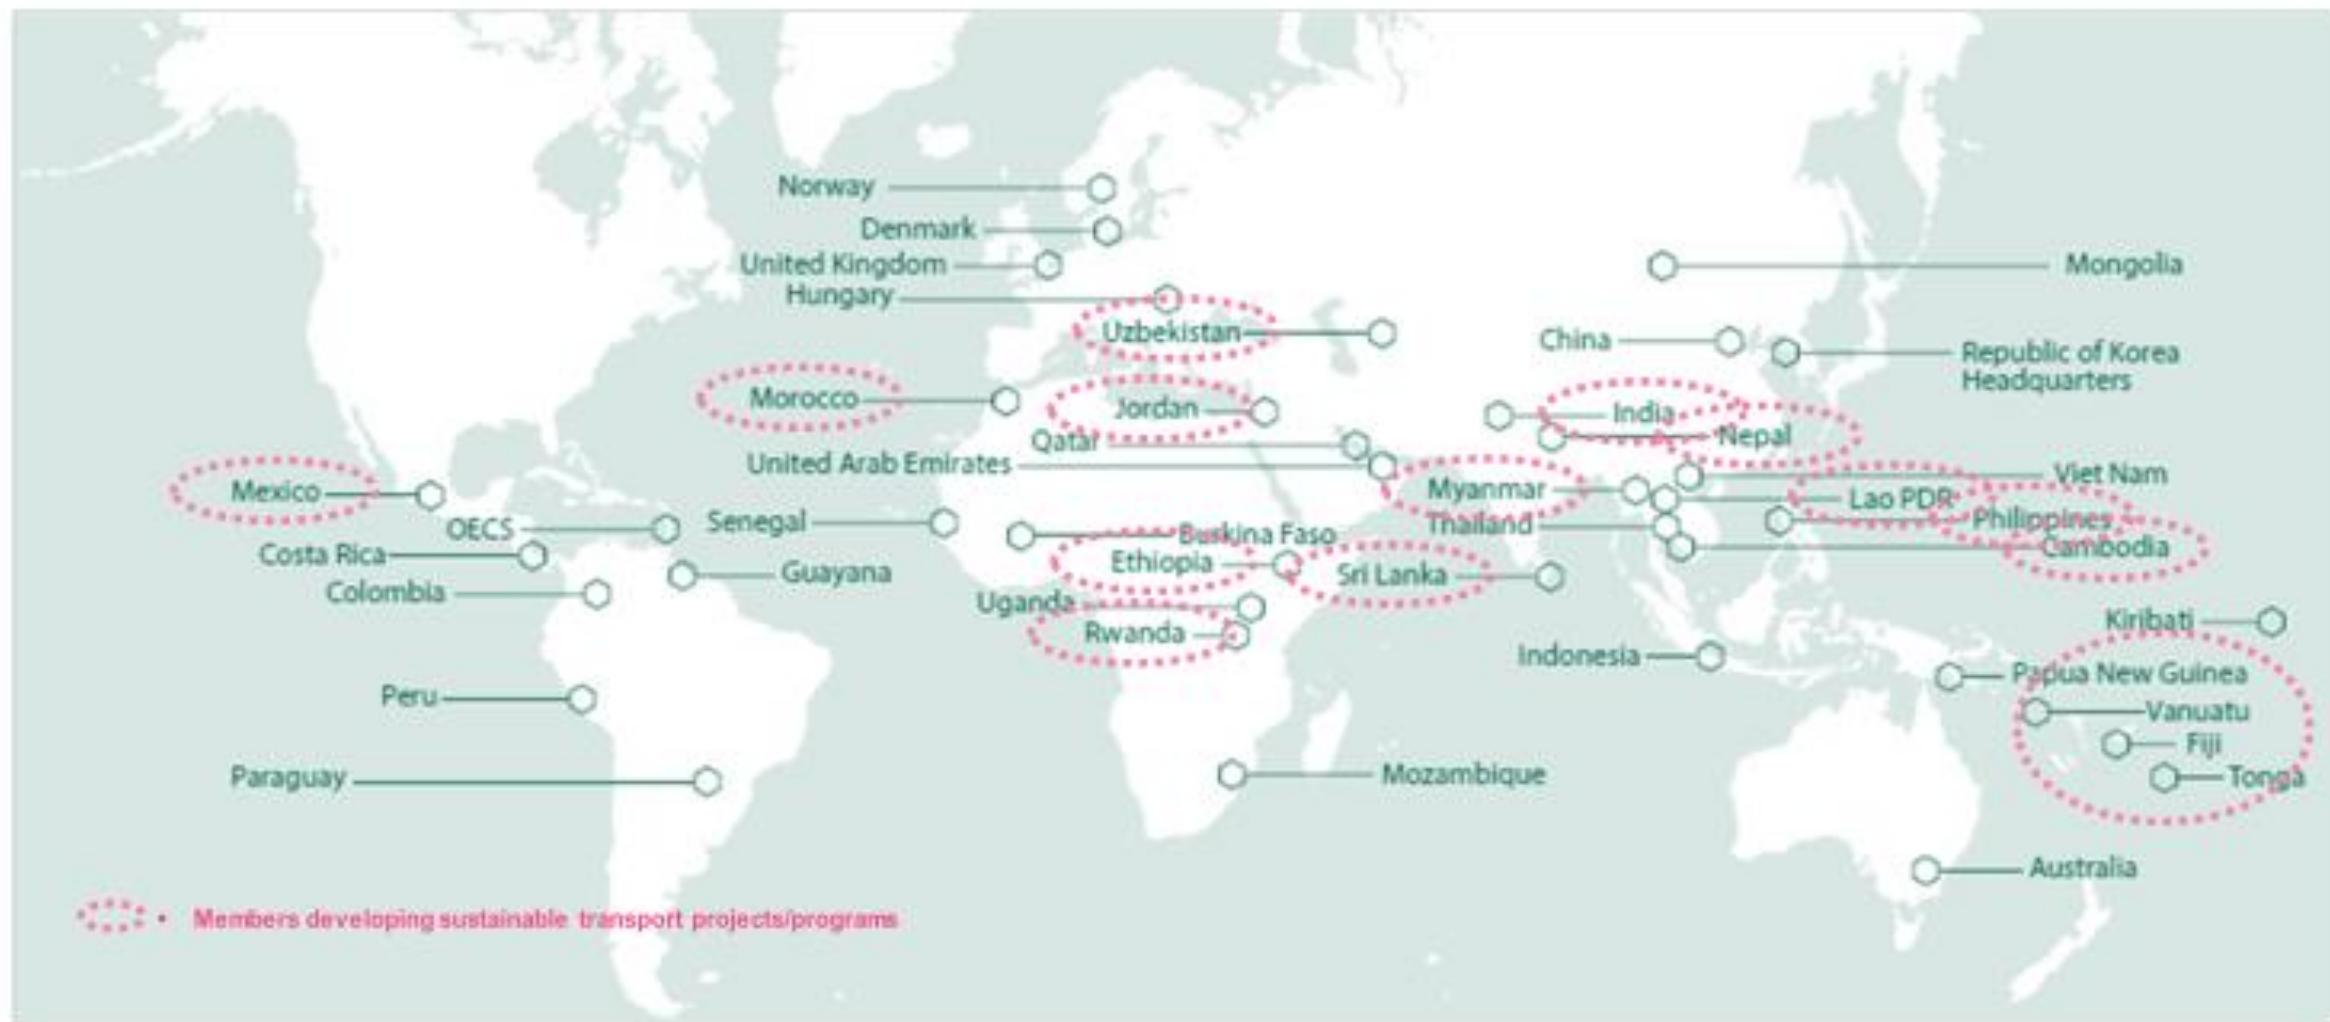 Norway
Denmark
United Kingdom
Mongolia
Hungary
Uzbekistan
China
Republic of Korea
Headquarters
Morocco
Jordan
India
Qatar
Nepal
United Arab Emirates
Viet Nam
Mexico
Myanmar
Lao PDR
OECS
Senegal
Burkina Faso
Thailand
Philippines
Costa Rica
Ethiopia
Sri Lanka
Cambodia
Colombia
Guayana
Uganda
Rwanda
Kiribati
Indonesia
Papua New Guinea
Peru
Vanuatu
Fiji
Paraguay
Mozambique
Tonga
Australia
Members developing sustainable transport projects/programs